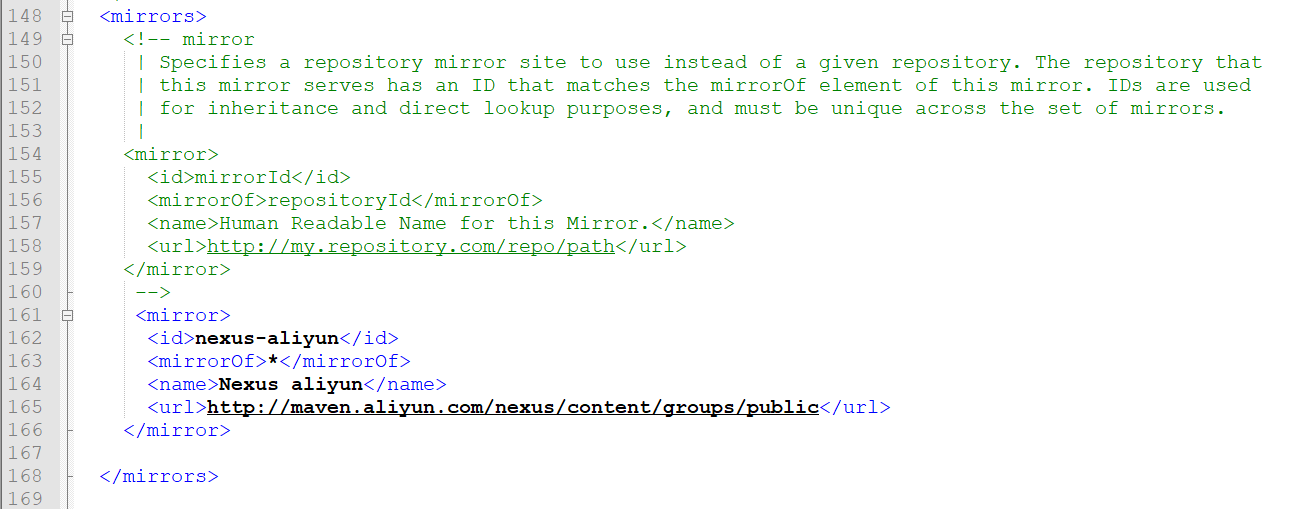 148 <mirrors>
149 <!-- mirror
150 | Specifies a repository mirror site to use instead of a given repository. The repository that
151 | this mirror serves has an ID that matches the mirrorOf element of this mirror. IDs are used
152 | for inheritance and direct lookup purposes, and must be unique across the set of mirrors.
153 |
154 <mirror>
155 <id>mirrorId</id>
156 <mirrorOf>repositoryId</mirrorOf>
157 <name>Human Readable Name for this Mirror.</name>
158 <url>http://my.repository.com/repo/path</url>
159 </mirror>
160 -->
161 <mirror>
162 <id>nexus-aliyun</id>
163 <mirrorOf>*</mirrorOf>
164 <name>Nexus aliyun</name>
165 <url>http://maven.aliyun.com/nexus/content/groups/public</url>
166 </mirror>
167
168 </mirrors>
169